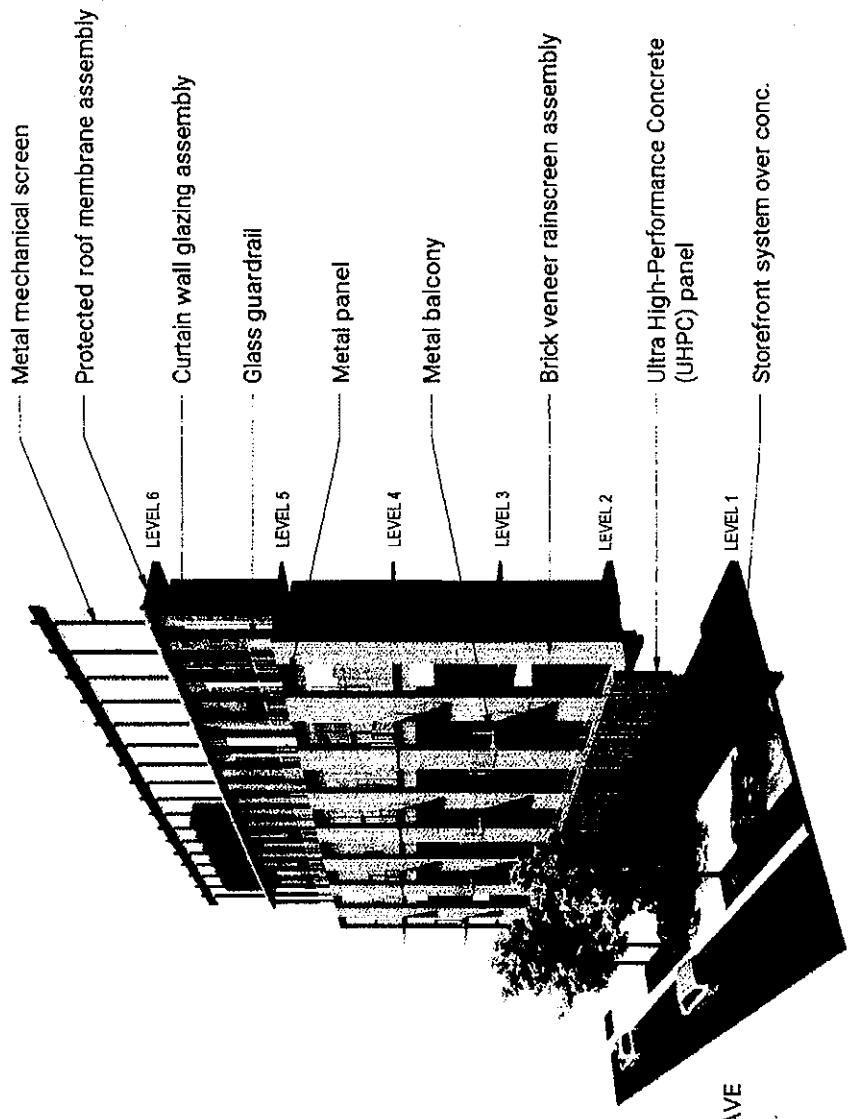 Metal mechanical screen
Protected roof membrane assembly
LEVEL 6
Curtain wall glazing assembly
Glass guardrail
LEVEL 5
Metal panel
LEVEL 4
Metal balcony
LEVEL 3
Brick veneer rainscreen assembly
LEVEL 2
Ultra High-Performance Concrete
(UHPC) panel
LEVEL 1
Storefront system over conc.
AVE